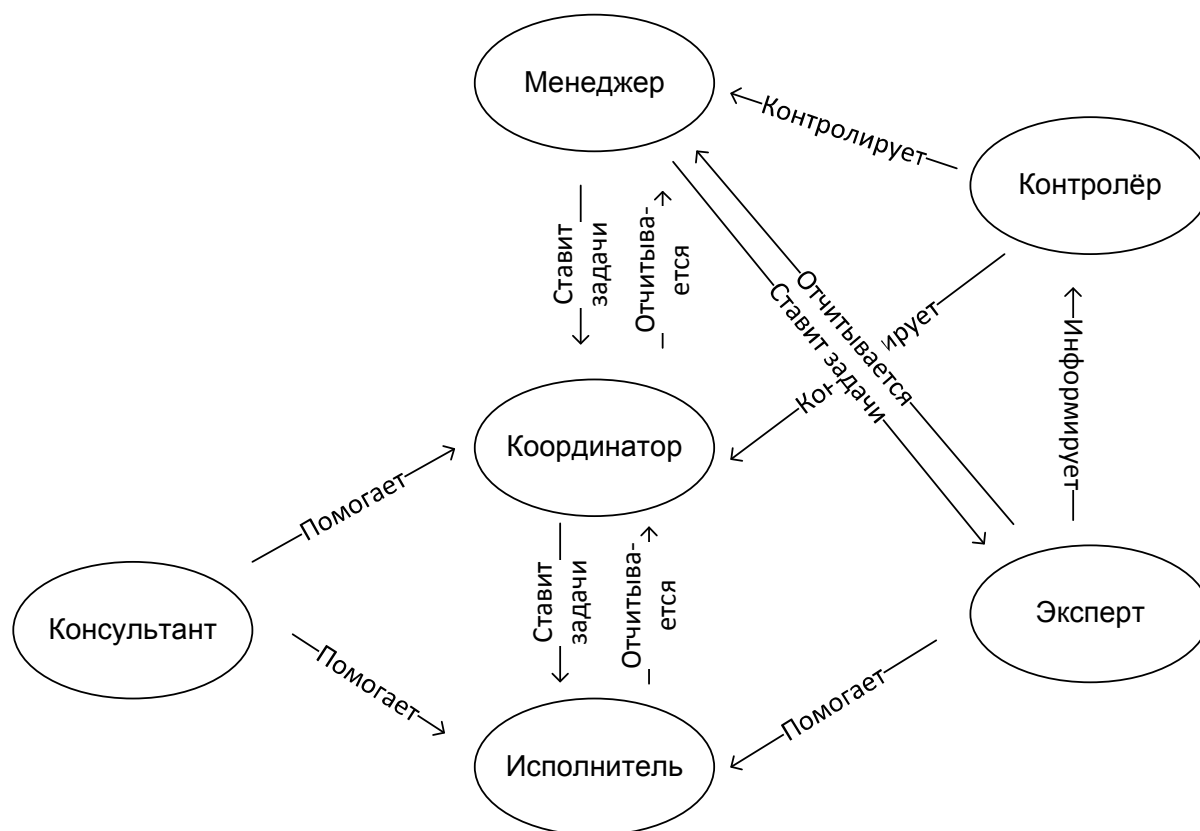 Менеджер
Контролирует
Контролёр
Ставит
задачи
Отчитыва-
ется
Отчитывается
Ставит задачи
ирует
Информирует
Координатор
Помогает
Ставит
задачи
Отчитыва-
ется
Консультант
Эксперт
Помогает
Помогает
Исполнитель